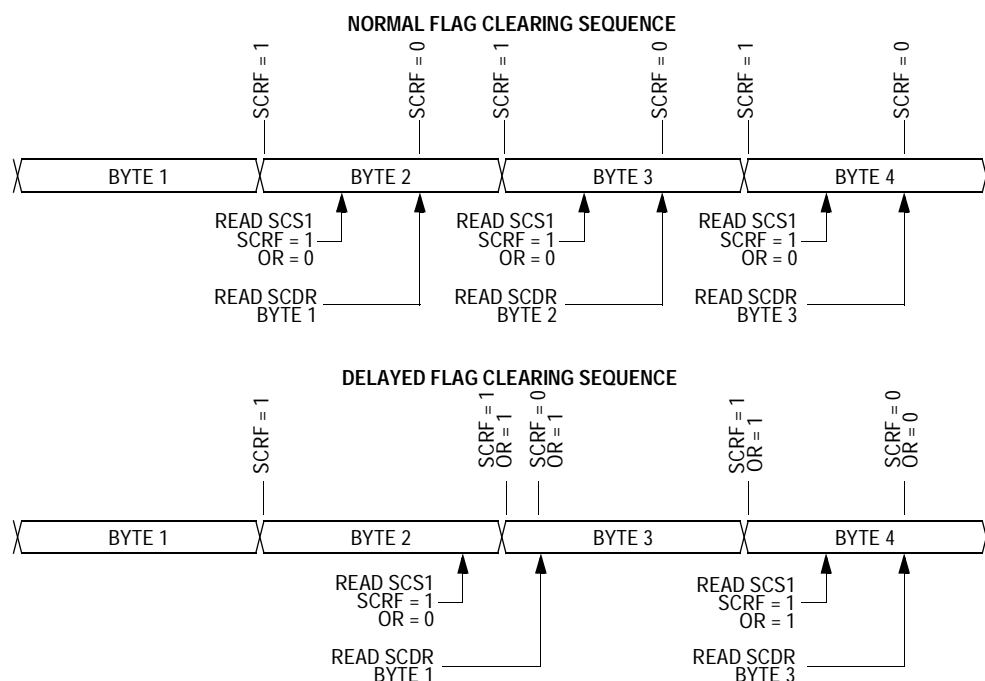 NORMAL FLAG CLEARING SEQUENCE
SCRF = 1
SCRF = 0
SCRF = 1
SCRF = 0
SCRF = 1
SCRF = 0
BYTE 1
BYTE 2
BYTE 3
BYTE 4
READ SCS1
SCRF = 1
OR = 0
READ SCS1
SCRF = 1
OR = 0
READ SCS1
SCRF = 1
OR = 0
READ SCDR
BYTE 1
READ SCDR
BYTE 2
READ SCDR
BYTE 3
DELAYED FLAG CLEARING SEQUENCE
SCRF = 1
SCRF = 1
OR = 1
SCRF = 0
OR = 1
SCRF = 1
OR = 1
SCRF = 0
OR = 0
BYTE 1
BYTE 2
BYTE 3
BYTE 4
READ SCS1
SCRF = 1
OR = 0
READ SCS1
SCRF = 1
OR = 1
READ SCDR
BYTE 1
READ SCDR
BYTE 3